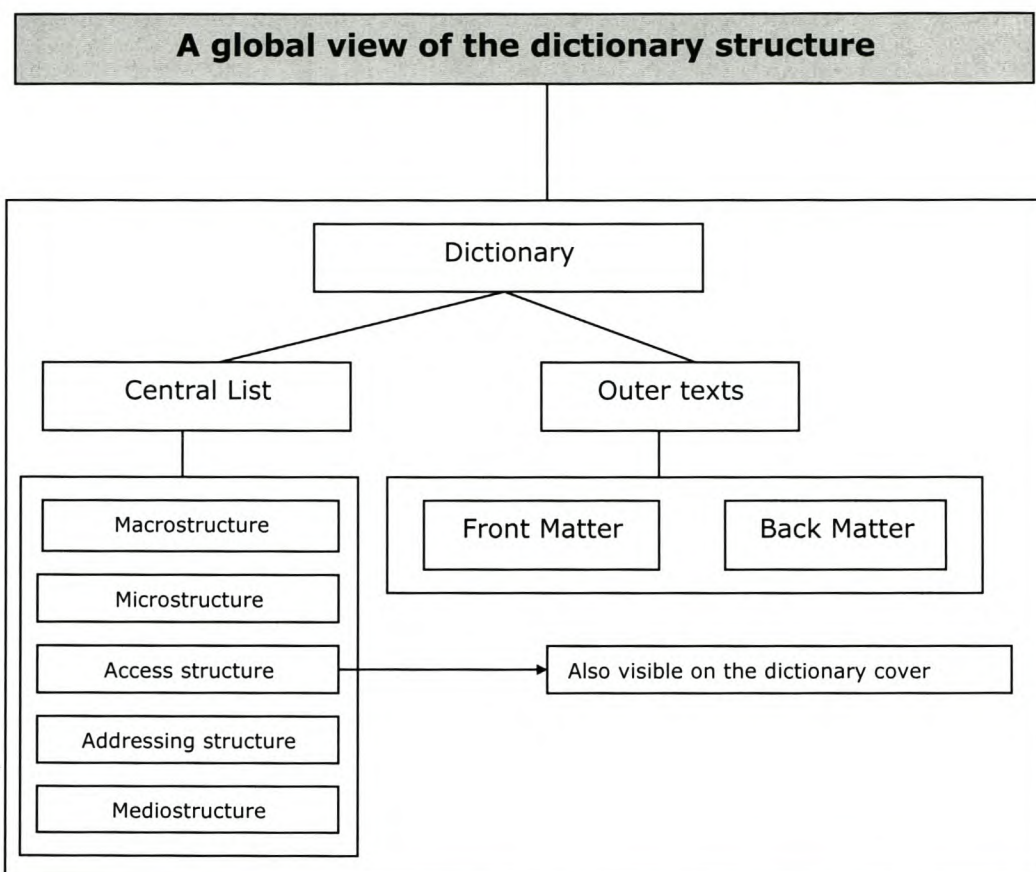 A global view of the dictionary structure
Dictionary
Central List
Outer texts
Macrostructure
Microstructure
Access structure
Addressing structure
Mediostructure
Front Matter
Back Matter
Also visible on the dictionary cover